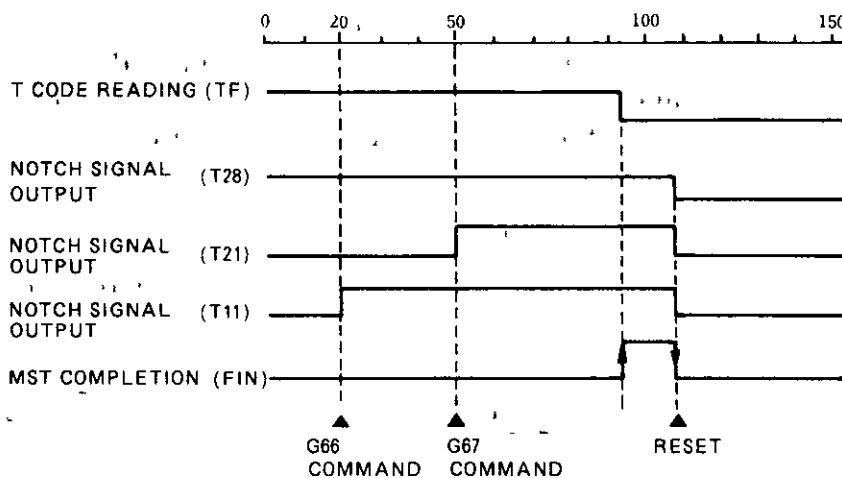 0 20 50 100 150
T CODE READING (TF)
NOTCH SIGNAL (T28)
OUTPUT
NOTCH SIGNAL (T21)
OUTPUT
NOTCH SIGNAL (T11)
OUTPUT
MST COMPLETION (FIN)
G66 G67 RESET
COMMAND COMMAND